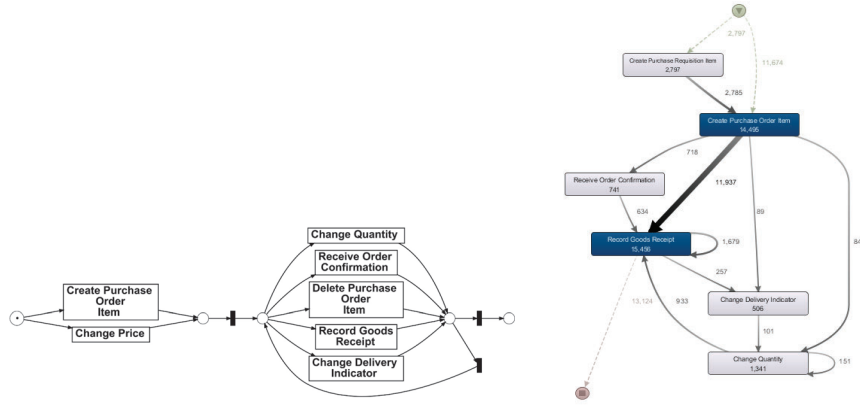 Create Purchase
Order
Item
Change Price
Change Quantity
Receive Order
Confirmation
Delete Purchase
Order
Item
Record Goods
Receipt
Change Delivery
Indicator
2,797
11,674
Create Purchase Requisition Item
2,797
2,785
Create Purchase Order Item
14,495
718
Receive Order Confirmation
741
11,937
89
84
634
Record Goods Receipt
15,456
1,679
257
13,124
933
Change Delivery Indicator
506
101
Change Quantity
1,341
151